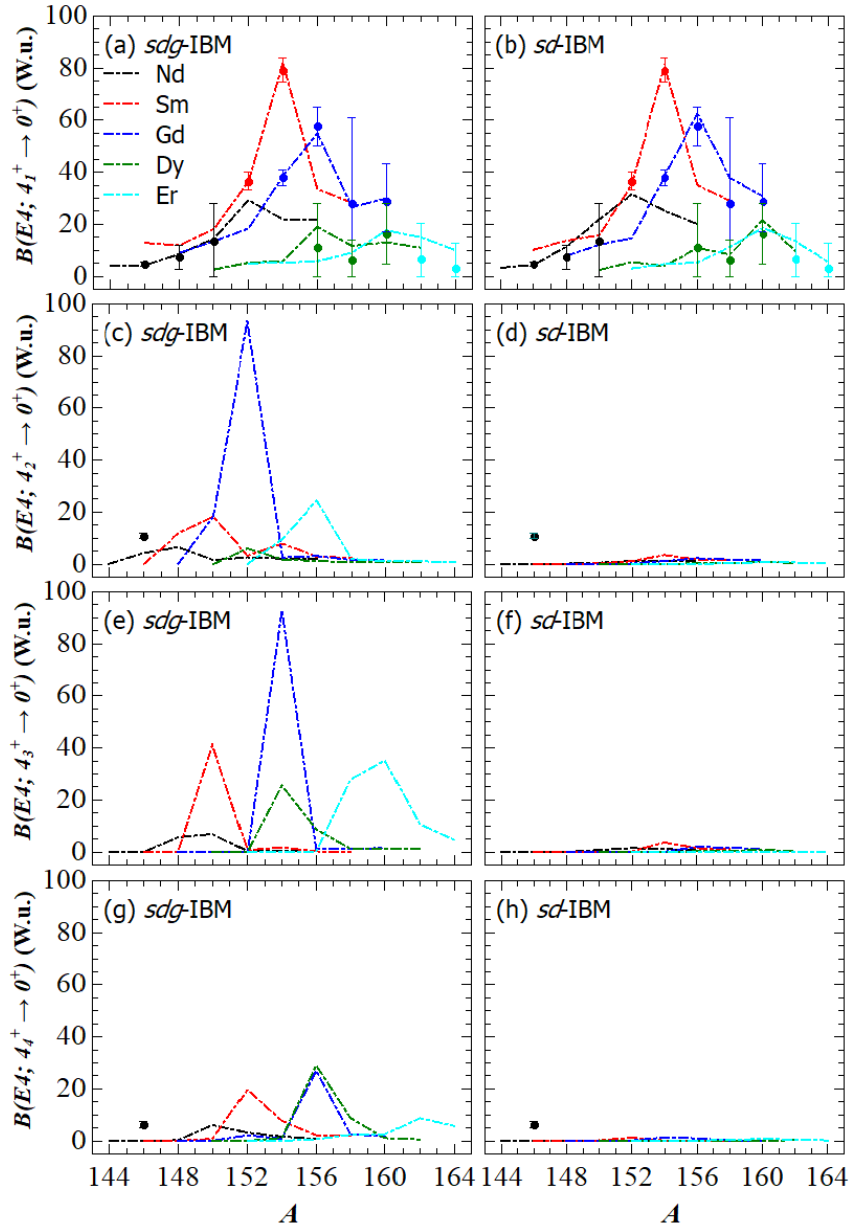 (a) sdg-IBM
(b) sd-IBM
Nd
Sm
Gd
Dy
Er
B(E4; 4₁⁺ → 0⁺) (W.u.)
100
80
60
40
20
0
(c) sdg-IBM
(d) sd-IBM
B(E4; 4₂⁺ → 0⁺) (W.u.)
100
80
60
40
20
0
(e) sdg-IBM
(f) sd-IBM
B(E4; 4₃⁺ → 0⁺) (W.u.)
100
80
60
40
20
0
(g) sdg-IBM
(h) sd-IBM
B(E4; 4₄⁺ → 0⁺) (W.u.)
100
80
60
40
20
0
144 148 152 156 160 164 144 148 152 156 160 164
A A